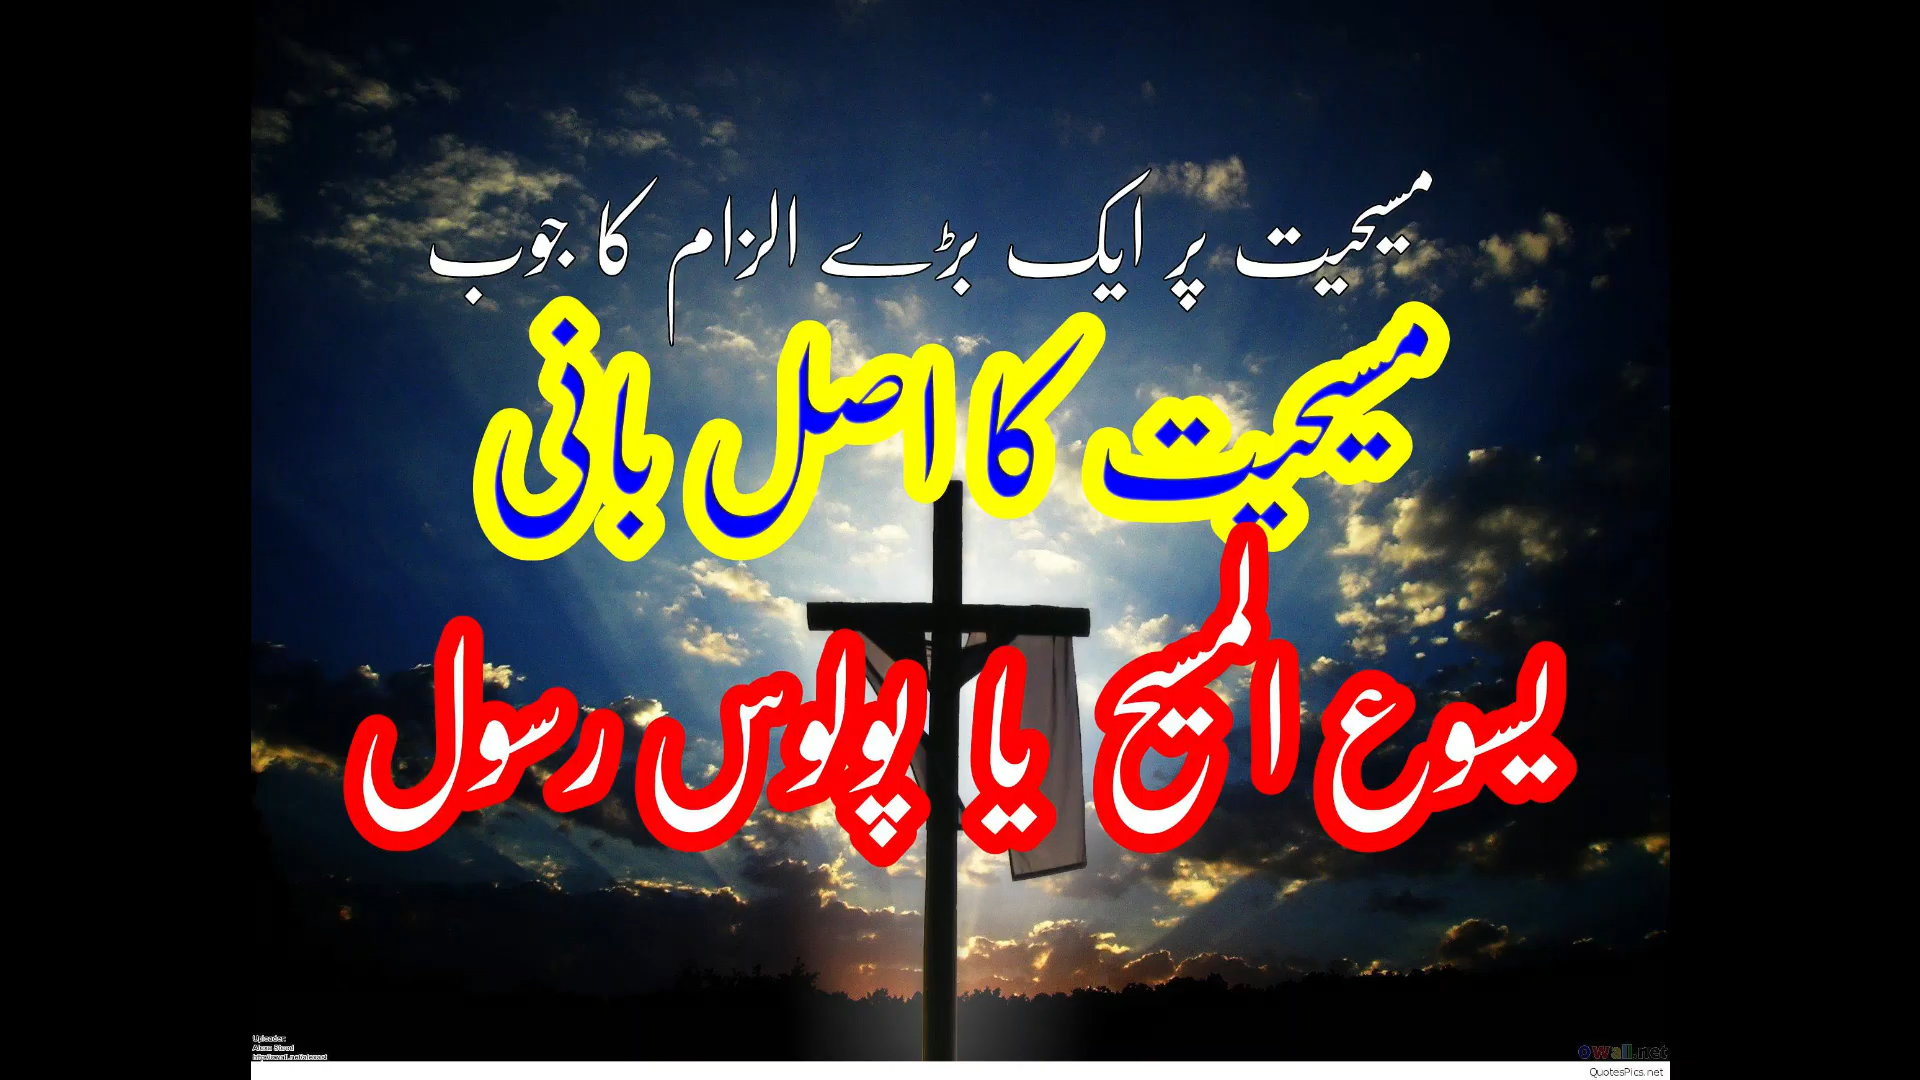 مسیحیت پر ایک بڑے الزام کا جوب
مسیحیت کا اصل بانی
یسوع المسیح یا پولوس رسول
Uploader:
owall.net
QuotesPics.net